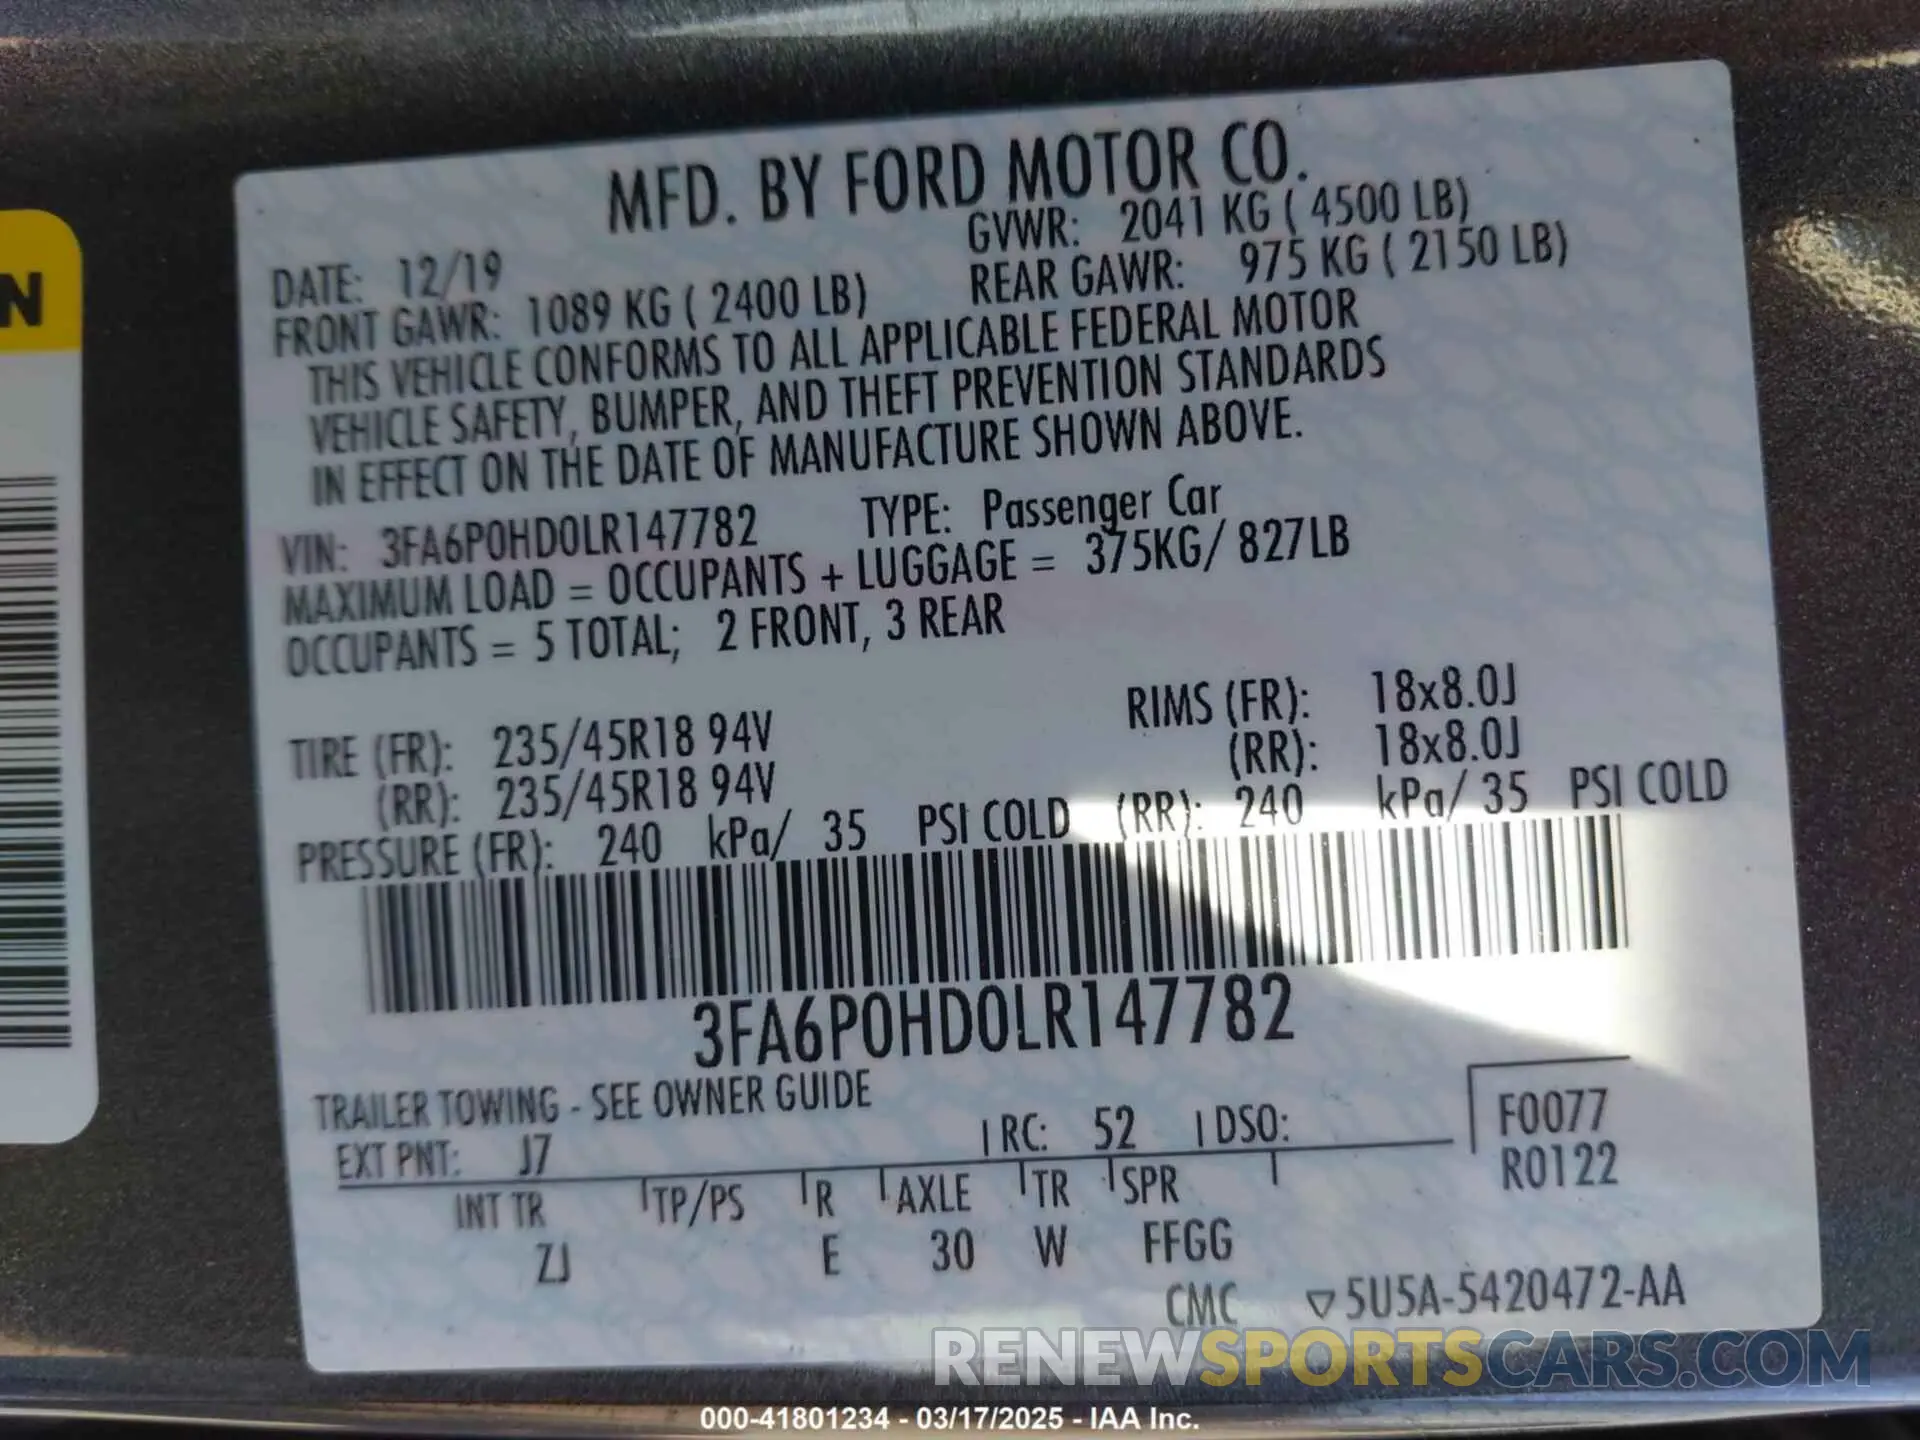 N
MFD. BY FORD MOTOR CO.
DATE: 12/19 GVWR: 2041 KG ( 4500 LB)
FRONT GAWR: 1089 KG ( 2400 LB) REAR GAWR: 975 KG ( 2150 LB)
THIS VEHICLE CONFORMS TO ALL APPLICABLE FEDERAL MOTOR
VEHICLE SAFETY, BUMPER, AND THEFT PREVENTION STANDARDS
IN EFFECT ON THE DATE OF MANUFACTURE SHOWN ABOVE.
VIN: 3FA6P0HD0LR147782 TYPE: Passenger Car
MAXIMUM LOAD = OCCUPANTS + LUGGAGE = 375KG/ 827LB
OCCUPANTS = 5 TOTAL; 2 FRONT, 3 REAR
TIRE (FR): 235/45R18 94V RIMS (FR): 18x8.0J
(RR): 235/45R18 94V (RR): 18x8.0J
PRESSURE (FR): 240 kPa/ 35 PSI COLD (RR): 240 kPa/ 35 PSI COLD
3FA6P0HD0LR147782
TRAILER TOWING - SEE OWNER GUIDE
EXT PNT: J7 RC: 52 DSO: F0077
R0122
INT TR TP/PS R AXLE TR SPR
ZJ E 30 W FFGG
CMC ▽5U5A-5420472-AA
RENEWSPORTSCARS.COM
000-41801234 - 03/17/2025 - IAA Inc.